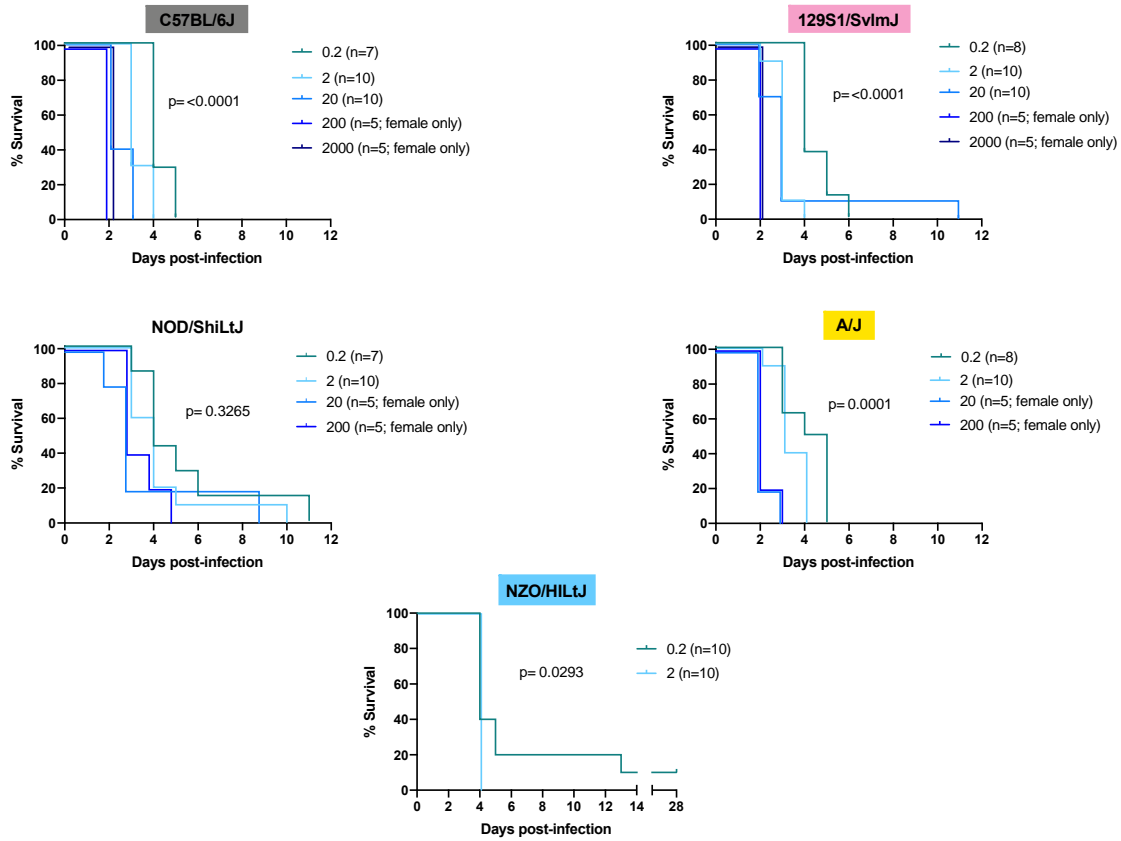 C57BL/6J
% Survival
100
80
60
40
20
0
0 2 4 6 8 10 12
Days post-infection
p= <0.0001
0.2 (n=7)
2 (n=10)
20 (n=10)
200 (n=5; female only)
2000 (n=5; female only)
129S1/SvlmJ
% Survival
100
80
60
40
20
0
0 2 4 6 8 10 12
Days post-infection
p= <0.0001
0.2 (n=8)
2 (n=10)
20 (n=10)
200 (n=5; female only)
2000 (n=5; female only)
NOD/ShiLtJ
% Survival
100
80
60
40
20
0
0 2 4 6 8 10 12
Days post-infection
p= 0.3265
0.2 (n=7)
2 (n=10)
20 (n=5; female only)
200 (n=5; female only)
A/J
% Survival
100
80
60
40
20
0
0 2 4 6 8 10 12
Days post-infection
p= 0.0001
0.2 (n=8)
2 (n=10)
20 (n=5; female only)
200 (n=5; female only)
NZO/HILtJ
% Survival
100
80
60
40
20
0
0 2 4 6 8 10 12 14 28
Days post-infection
p= 0.0293
0.2 (n=10)
2 (n=10)